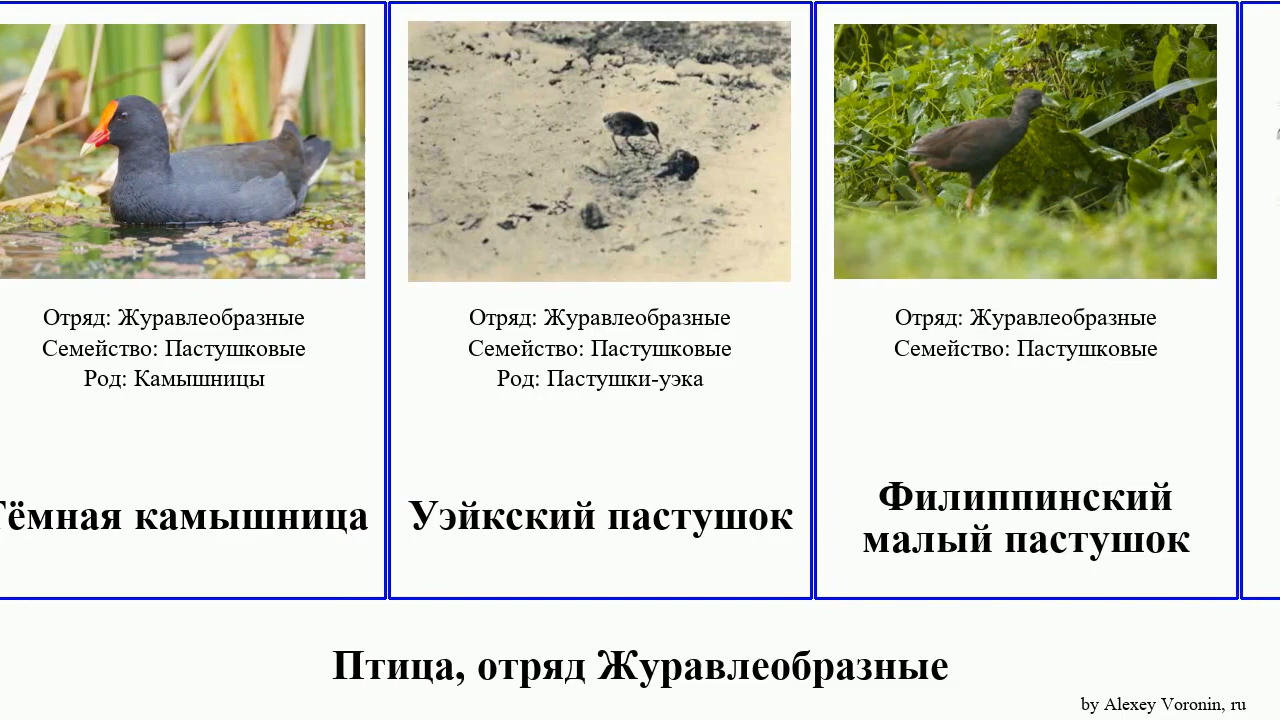 Отряд: Журавлеобразные
Семейство: Пастушковые
Род: Камышницы
Тёмная камышница
Отряд: Журавлеобразные
Семейство: Пастушковые
Род: Пастушки-уэка
Уэйкский пастушок
Отряд: Журавлеобразные
Семейство: Пастушковые
Филиппинский
малый пастушок
Птица, отряд Журавлеобразные
by Alexey Voronin, ru